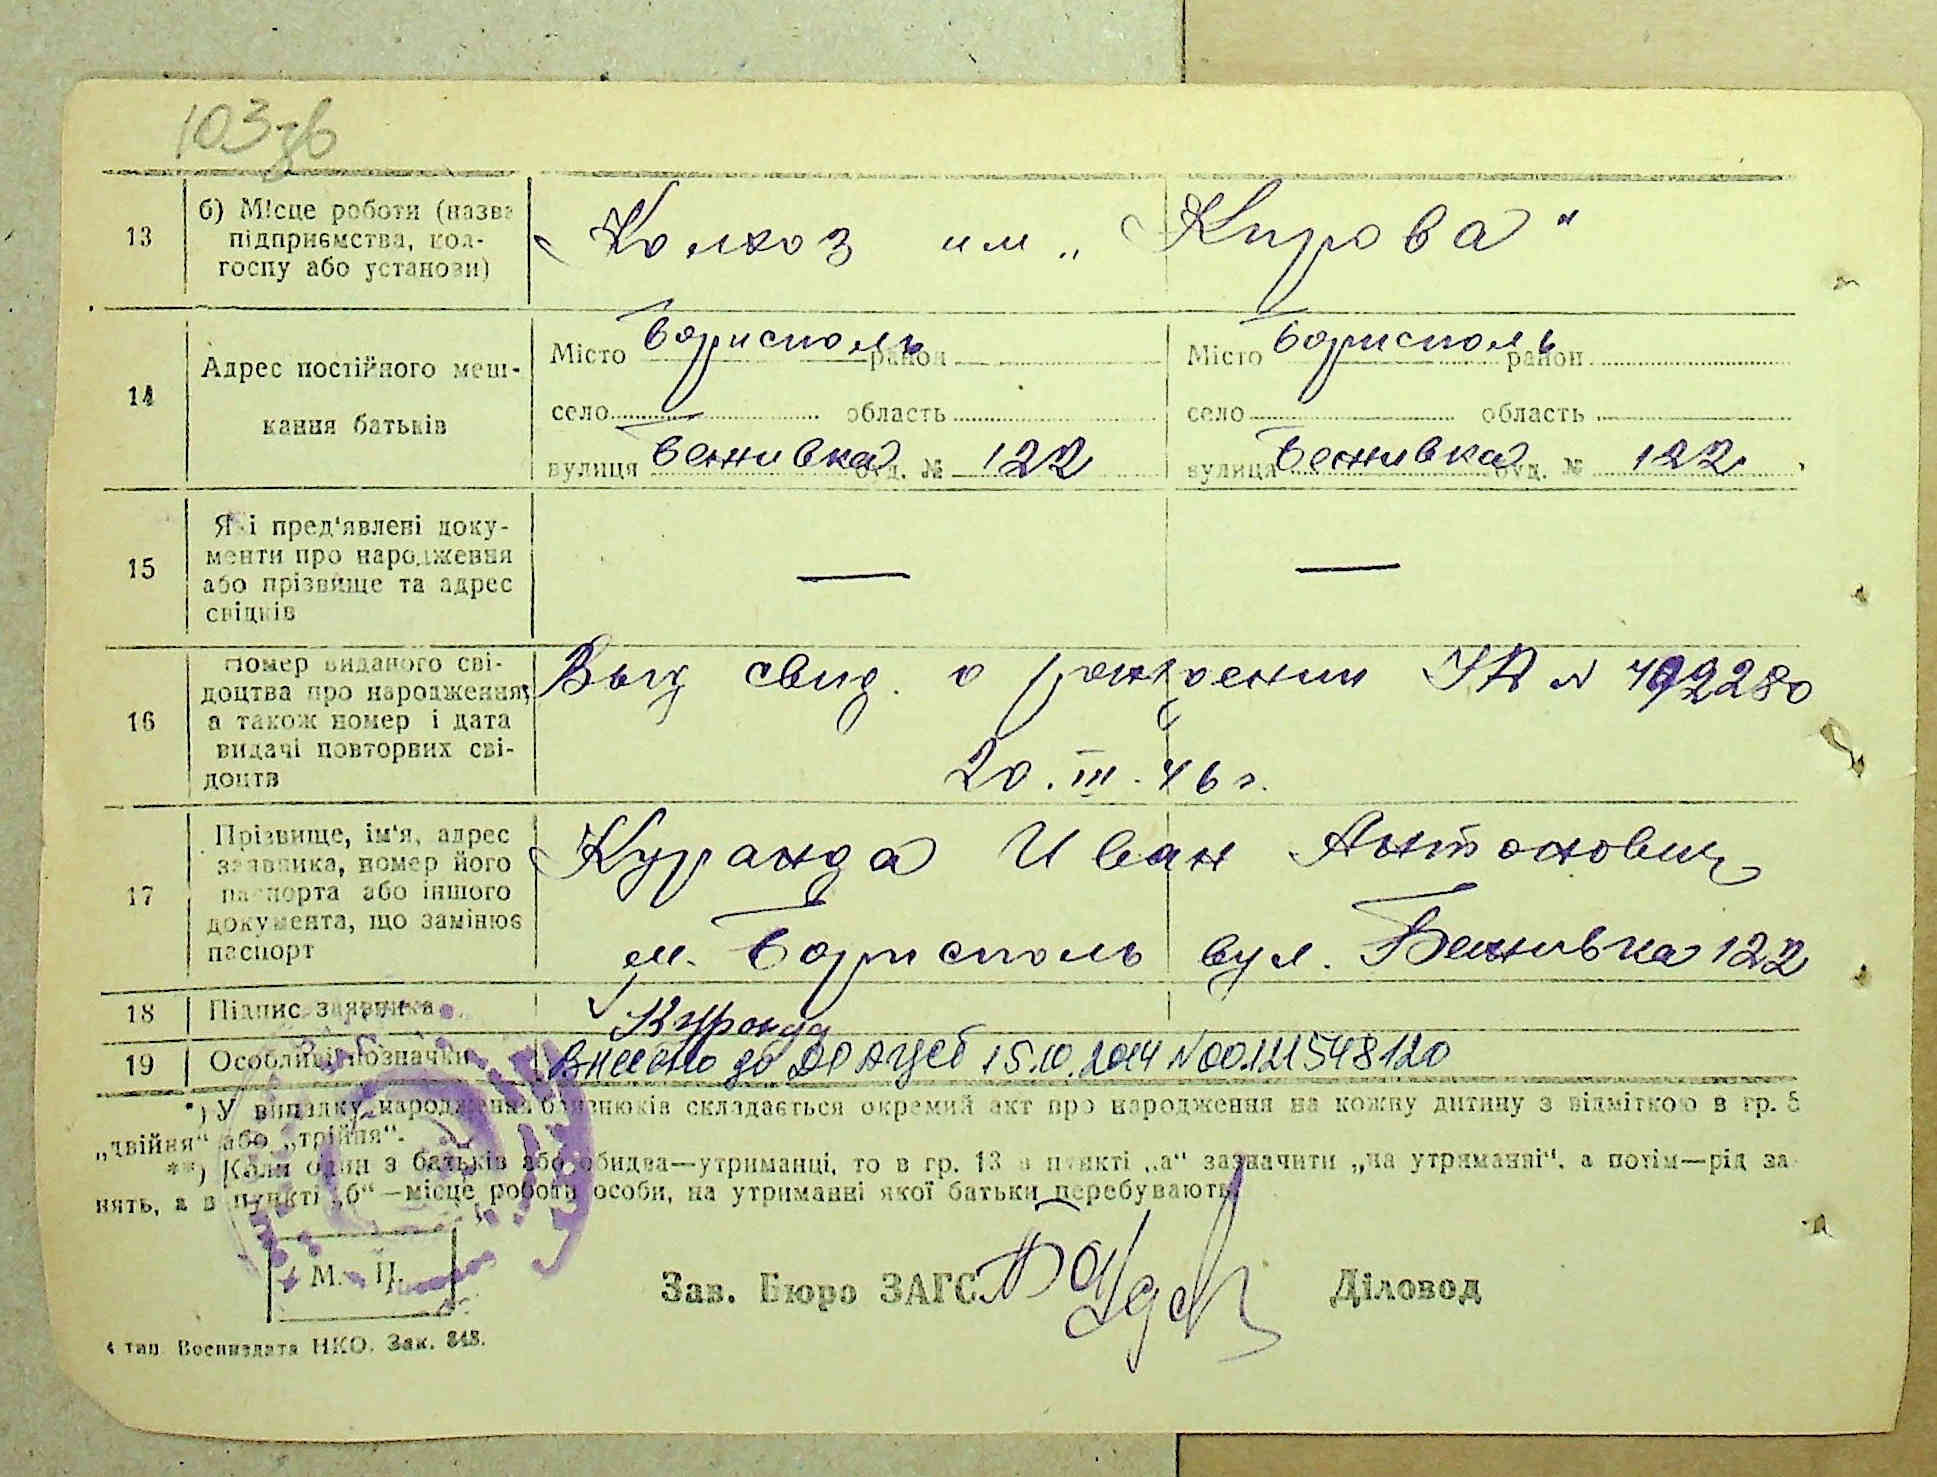 103 зв
13
б) Місце роботи (назва
підприємства, кол-
госпу або установи)
Колхоз им. „Кирова"
14
Адрес постійного меш-
кання батьків
Місто Борисполь район
село — область
вулиця Беживка буд. № 122
Місто Борисполь район
село область
вулиця Беживка буд. № 122
15
Які пред'явлені доку-
менти про народження
або прізвище та адрес
свідків
—
—
16
Номер виданого сві-
доцтва про народження,
а також номер і дата
видачі повторних сві-
доцтв
Выд свид. о рождении
20.III.46 г.
17
Прізвище, ім'я, адрес
заявника, номер його
паспорта або іншого
документа, що замінює
паспорт
Куранда Иван Антонович
м. Борисполь вул. Беживка 122
18
Підпис заявника
Куранда
19
Особливі позначки
Внесено до ДРАЦСГ 15.10.2014 N00121548120
*) У випадку народження близнюків складається окремий акт про народження на кожну дитину з відміткою в гр. 5
„двійня" або „трійня".
**) Коли один з батьків або обидва—утриманці, то в гр. 13 в пункті „а" зазначити „на утриманні", а потім—рід за-
нять, а в пункті „б"—місце роботи особи, на утриманні якої батьки перебувають.
М. П.
Зав. Бюро ЗАГС
Діловод
4 тип. Воениздата НКО. Зак. 848.